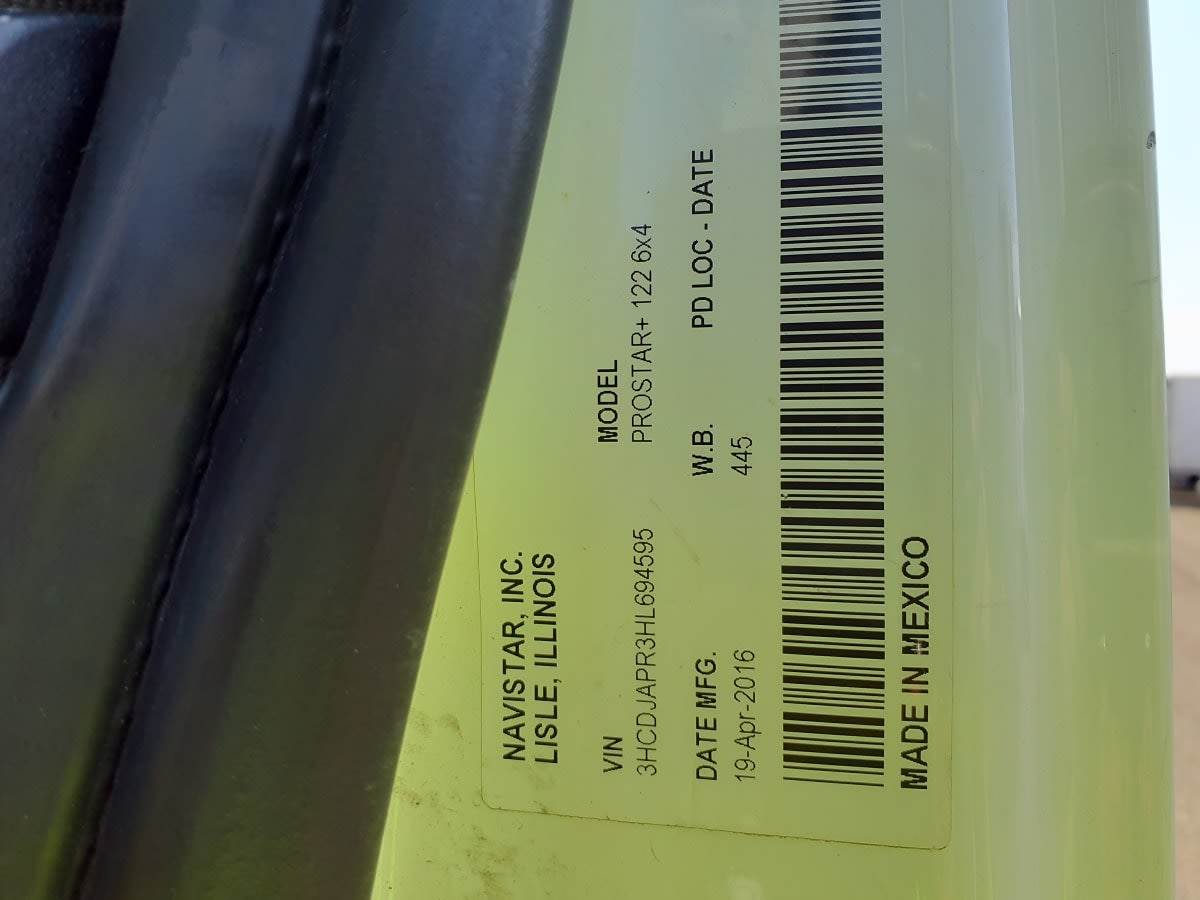 NAVISTAR, INC.
LISLE, ILLINOIS
VIN MODEL
3HCDJAPR3HL694595 PROSTAR+ 122 6x4
DATE MFG. W.B. PD LOC - DATE
19-Apr-2016 445
MADE IN MEXICO